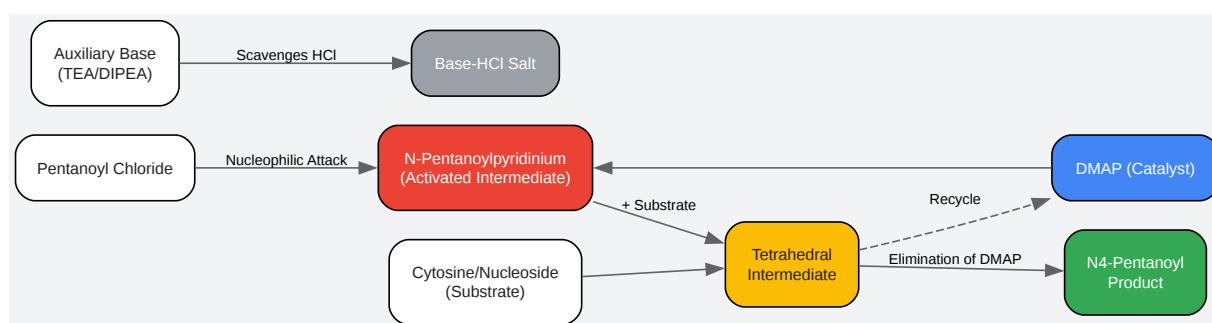 Auxiliary Base
(TEA/DIPEA)
Scavenges HCl
Base-HCl Salt
Pentanoyl Chloride
Nucleophilic Attack
N-Pentanoylpyridinium
(Activated Intermediate)
DMAP (Catalyst)
+ Substrate
Recycle
Cytosine/Nucleoside
(Substrate)
Tetrahedral
Intermediate
Elimination of DMAP
N4-Pentanoyl
Product